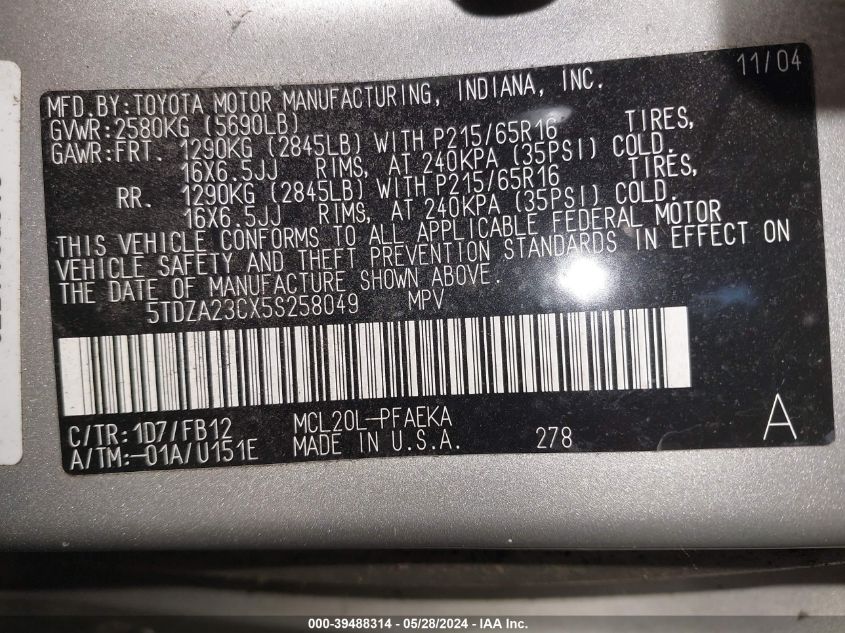 11/04
MFD.BY:TOYOTA MOTOR MANUFACTURING, INDIANA, INC.
GVWR:2580KG (5690LB)
GAWR:FRT. 1290KG (2845LB) WITH P215/65R16 TIRES,
16X6.5JJ RIMS, AT 240KPA (35PSI) COLD.
RR. 1290KG (2845LB) WITH P215/65R16 TIRES,
16X6.5JJ RIMS, AT 240KPA (35PSI) COLD.
THIS VEHICLE CONFORMS TO ALL APPLICABLE FEDERAL MOTOR
VEHICLE SAFETY AND THEFT PREVENTION STANDARDS IN EFFECT ON
THE DATE OF MANUFACTURE SHOWN ABOVE.
5TDZA23CX5S258049 MPV
C/TR:1D7/FB12 MCL20L-PFAEKA
A/TM:-01A/U151E MADE IN U.S.A. 278 A
000-39488314 - 05/28/2024 - IAA Inc.